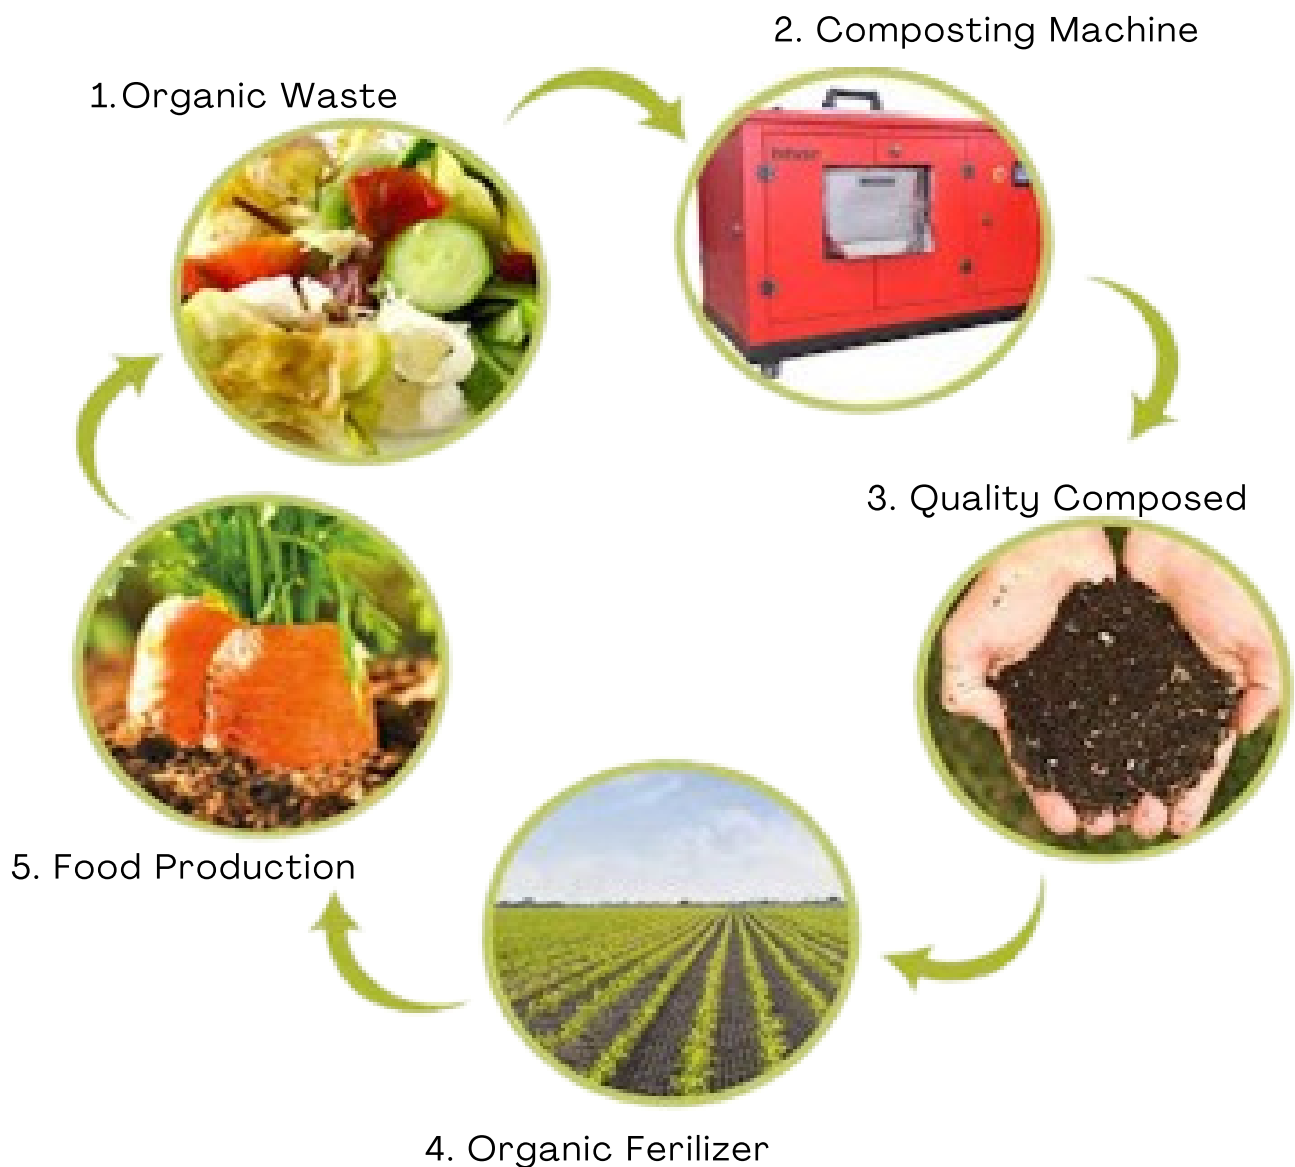 1.Organic Waste
2. Composting Machine
3. Quality Composed
4. Organic Ferilizer
5. Food Production